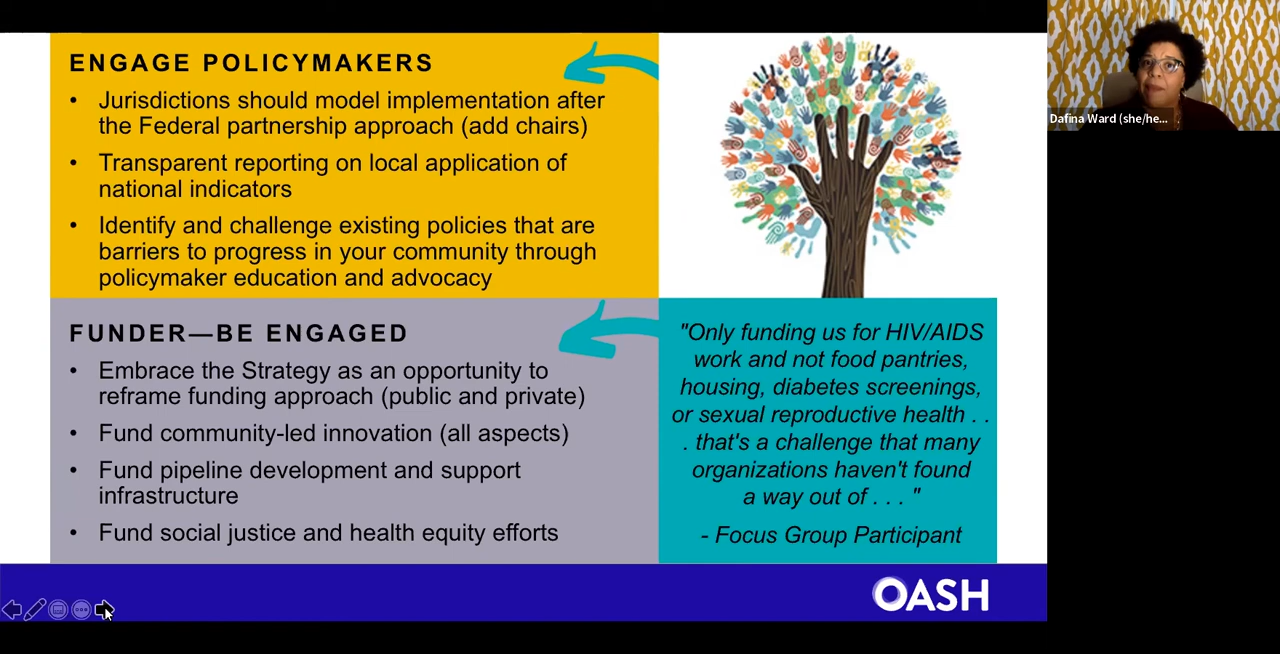 ENGAGE POLICYMAKERS
• Jurisdictions should model implementation after
the Federal partnership approach (add chairs)
• Transparent reporting on local application of
national indicators
• Identify and challenge existing policies that are
barriers to progress in your community through
policymaker education and advocacy
FUNDER—BE ENGAGED
• Embrace the Strategy as an opportunity to
reframe funding approach (public and private)
• Fund community-led innovation (all aspects)
• Fund pipeline development and support
infrastructure
• Fund social justice and health equity efforts
"Only funding us for HIV/AIDS
work and not food pantries,
housing, diabetes screenings,
or sexual reproductive health . .
. that's a challenge that many
organizations haven't found
a way out of . . . "
- Focus Group Participant
OASH
Dafina Ward (she/he...